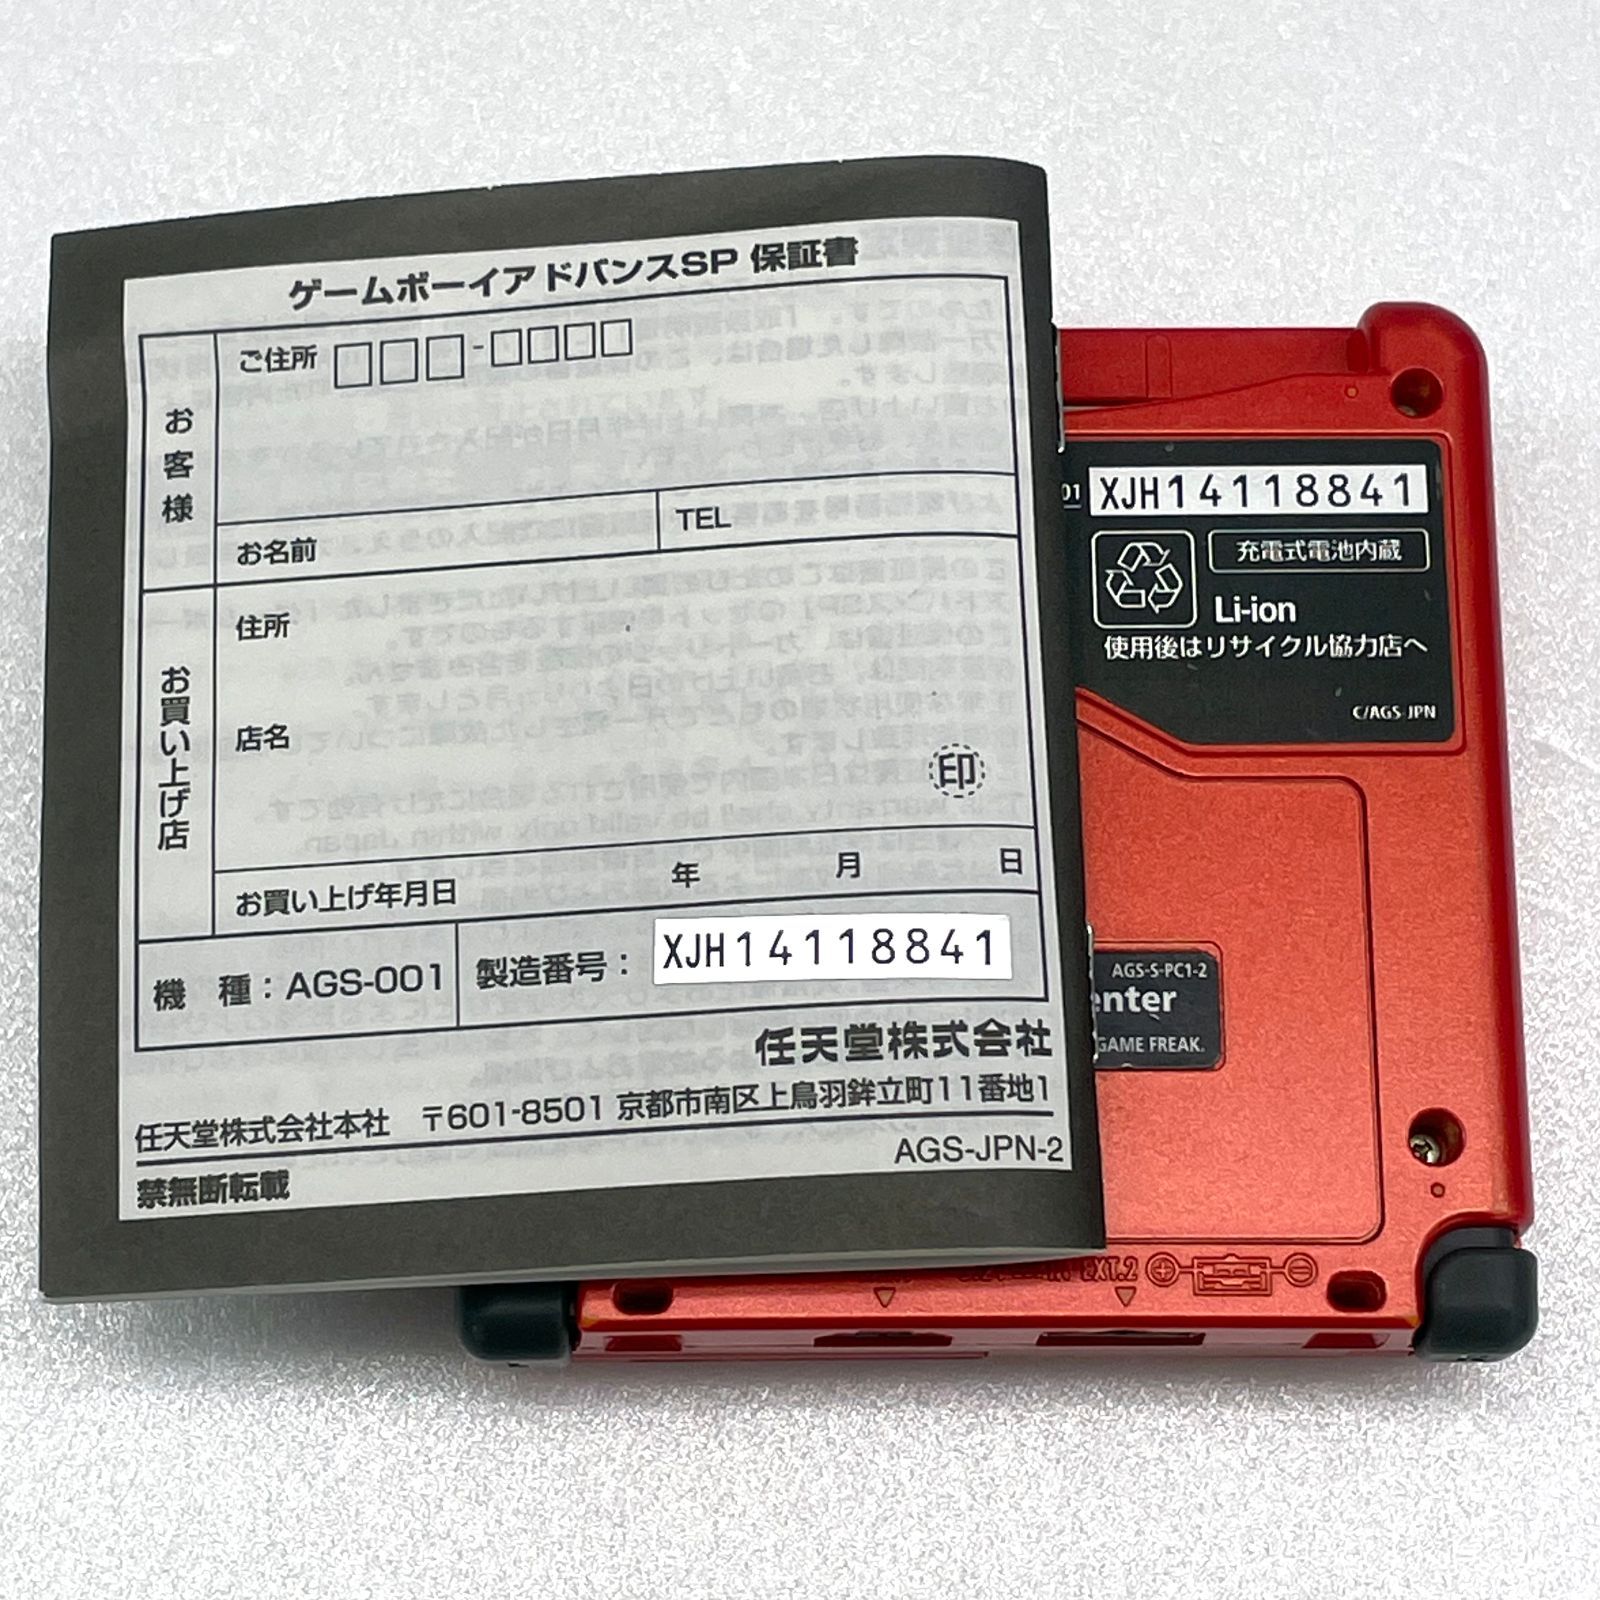 ゲームボーイアドバンスSP 保証書
お客様
ご住所 □□□-□□□□
お名前
TEL
お買い上げ店
住所
店名
印
お買い上げ年月日 年 月 日
機 種：AGS-001
製造番号： XJH14118841
任天堂株式会社
任天堂株式会社本社 〒601-8501 京都市南区上鳥羽鉾立町11番地1
AGS-JPN-2
禁無断転載
01 XJH14118841
充電式電池内蔵
Li-ion
使用後はリサイクル協力店へ
C/AGS-JPN
AGS-S-PC1-2
enter
GAME FREAK.
EXT.2